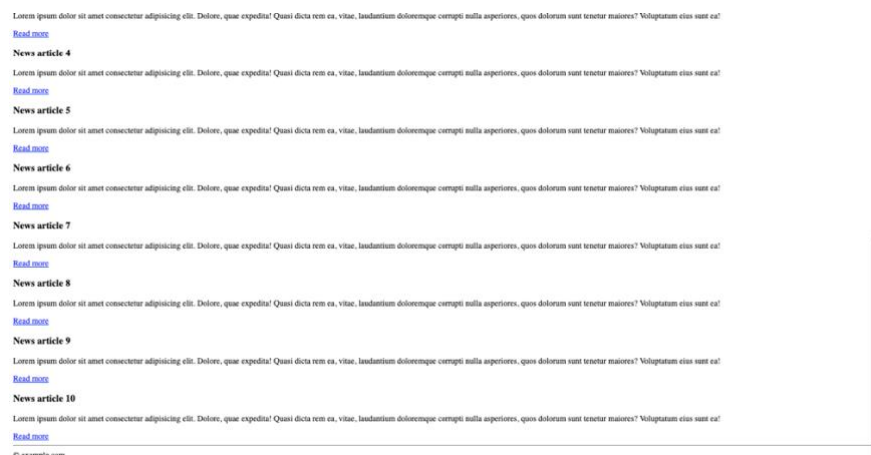 Lorem ipsum dolor sit amet consectetur adipisicing elit. Dolore, quae expedita! Quasi dicta rem ea, vitae, laudantium doloremque corrupti nulla asperiores, quos dolorum sunt tenetur maiores? Voluptatum eius sunt ea!
Read more
News article 4
Lorem ipsum dolor sit amet consectetur adipisicing elit. Dolore, quae expedita! Quasi dicta rem ea, vitae, laudantium doloremque corrupti nulla asperiores, quos dolorum sunt tenetur maiores? Voluptatum eius sunt ea!
Read more
News article 5
Lorem ipsum dolor sit amet consectetur adipisicing elit. Dolore, quae expedita! Quasi dicta rem ea, vitae, laudantium doloremque corrupti nulla asperiores, quos dolorum sunt tenetur maiores? Voluptatum eius sunt ea!
Read more
News article 6
Lorem ipsum dolor sit amet consectetur adipisicing elit. Dolore, quae expedita! Quasi dicta rem ea, vitae, laudantium doloremque corrupti nulla asperiores, quos dolorum sunt tenetur maiores? Voluptatum eius sunt ea!
Read more
News article 7
Lorem ipsum dolor sit amet consectetur adipisicing elit. Dolore, quae expedita! Quasi dicta rem ea, vitae, laudantium doloremque corrupti nulla asperiores, quos dolorum sunt tenetur maiores? Voluptatum eius sunt ea!
Read more
News article 8
Lorem ipsum dolor sit amet consectetur adipisicing elit. Dolore, quae expedita! Quasi dicta rem ea, vitae, laudantium doloremque corrupti nulla asperiores, quos dolorum sunt tenetur maiores? Voluptatum eius sunt ea!
Read more
News article 9
Lorem ipsum dolor sit amet consectetur adipisicing elit. Dolore, quae expedita! Quasi dicta rem ea, vitae, laudantium doloremque corrupti nulla asperiores, quos dolorum sunt tenetur maiores? Voluptatum eius sunt ea!
Read more
News article 10
Lorem ipsum dolor sit amet consectetur adipisicing elit. Dolore, quae expedita! Quasi dicta rem ea, vitae, laudantium doloremque corrupti nulla asperiores, quos dolorum sunt tenetur maiores? Voluptatum eius sunt ea!
Read more